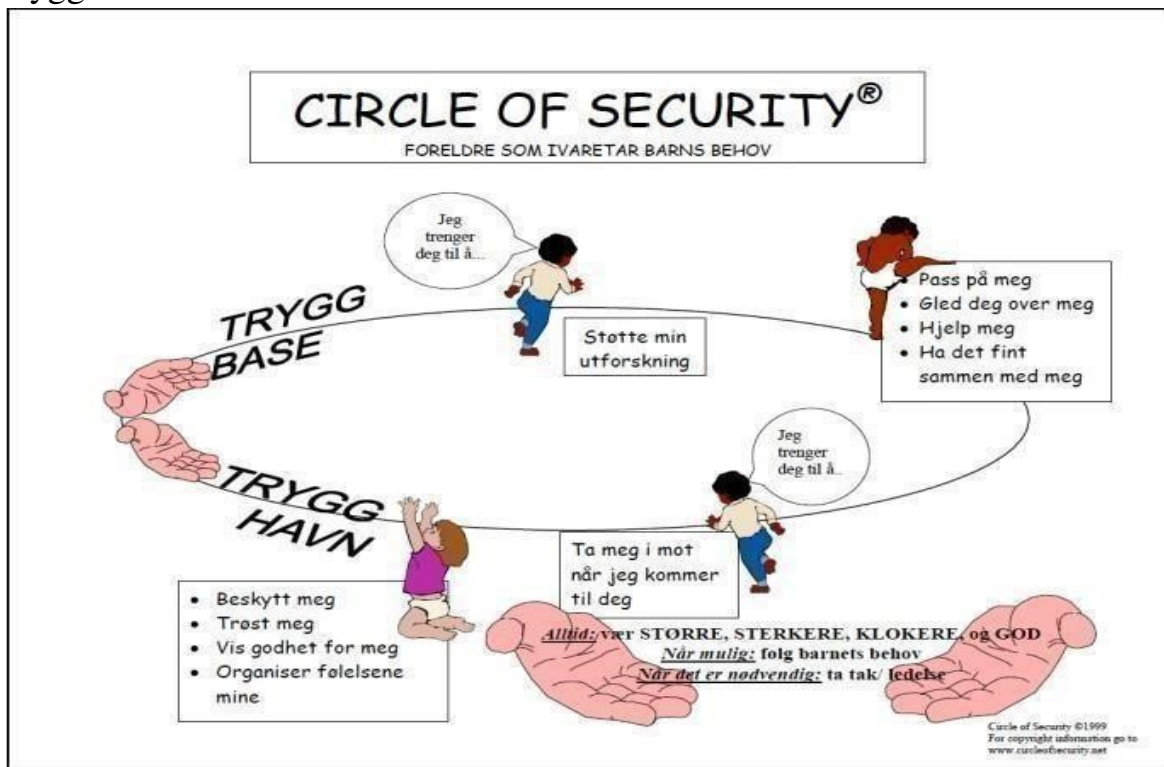 CIRCLE OF SECURITY®
FORELDRE SOM IVARETAR BARNS BEHOV
Jeg
trenger
deg til å...
TRYGG
BASE
Støtte min
utforskning
• Pass på meg
• Gled deg over meg
• Hjelp meg
• Ha det fint
sammen med meg
Jeg
trenger
deg til å..
TRYGG
HAVN
Ta meg i mot
når jeg kommer
til deg
• Beskytt meg
• Trøst meg
• Vis godhet for meg
• Organiser følelsene
mine
Alltid: vær STØRRE, STERKERE, KLOKERE, og GOD
Når mulig: følg barnets behov
Når det er nødvendig: ta tak/ ledelse
Circle of Security ©1999
For copyright information go to
www.circleofsecurity.net